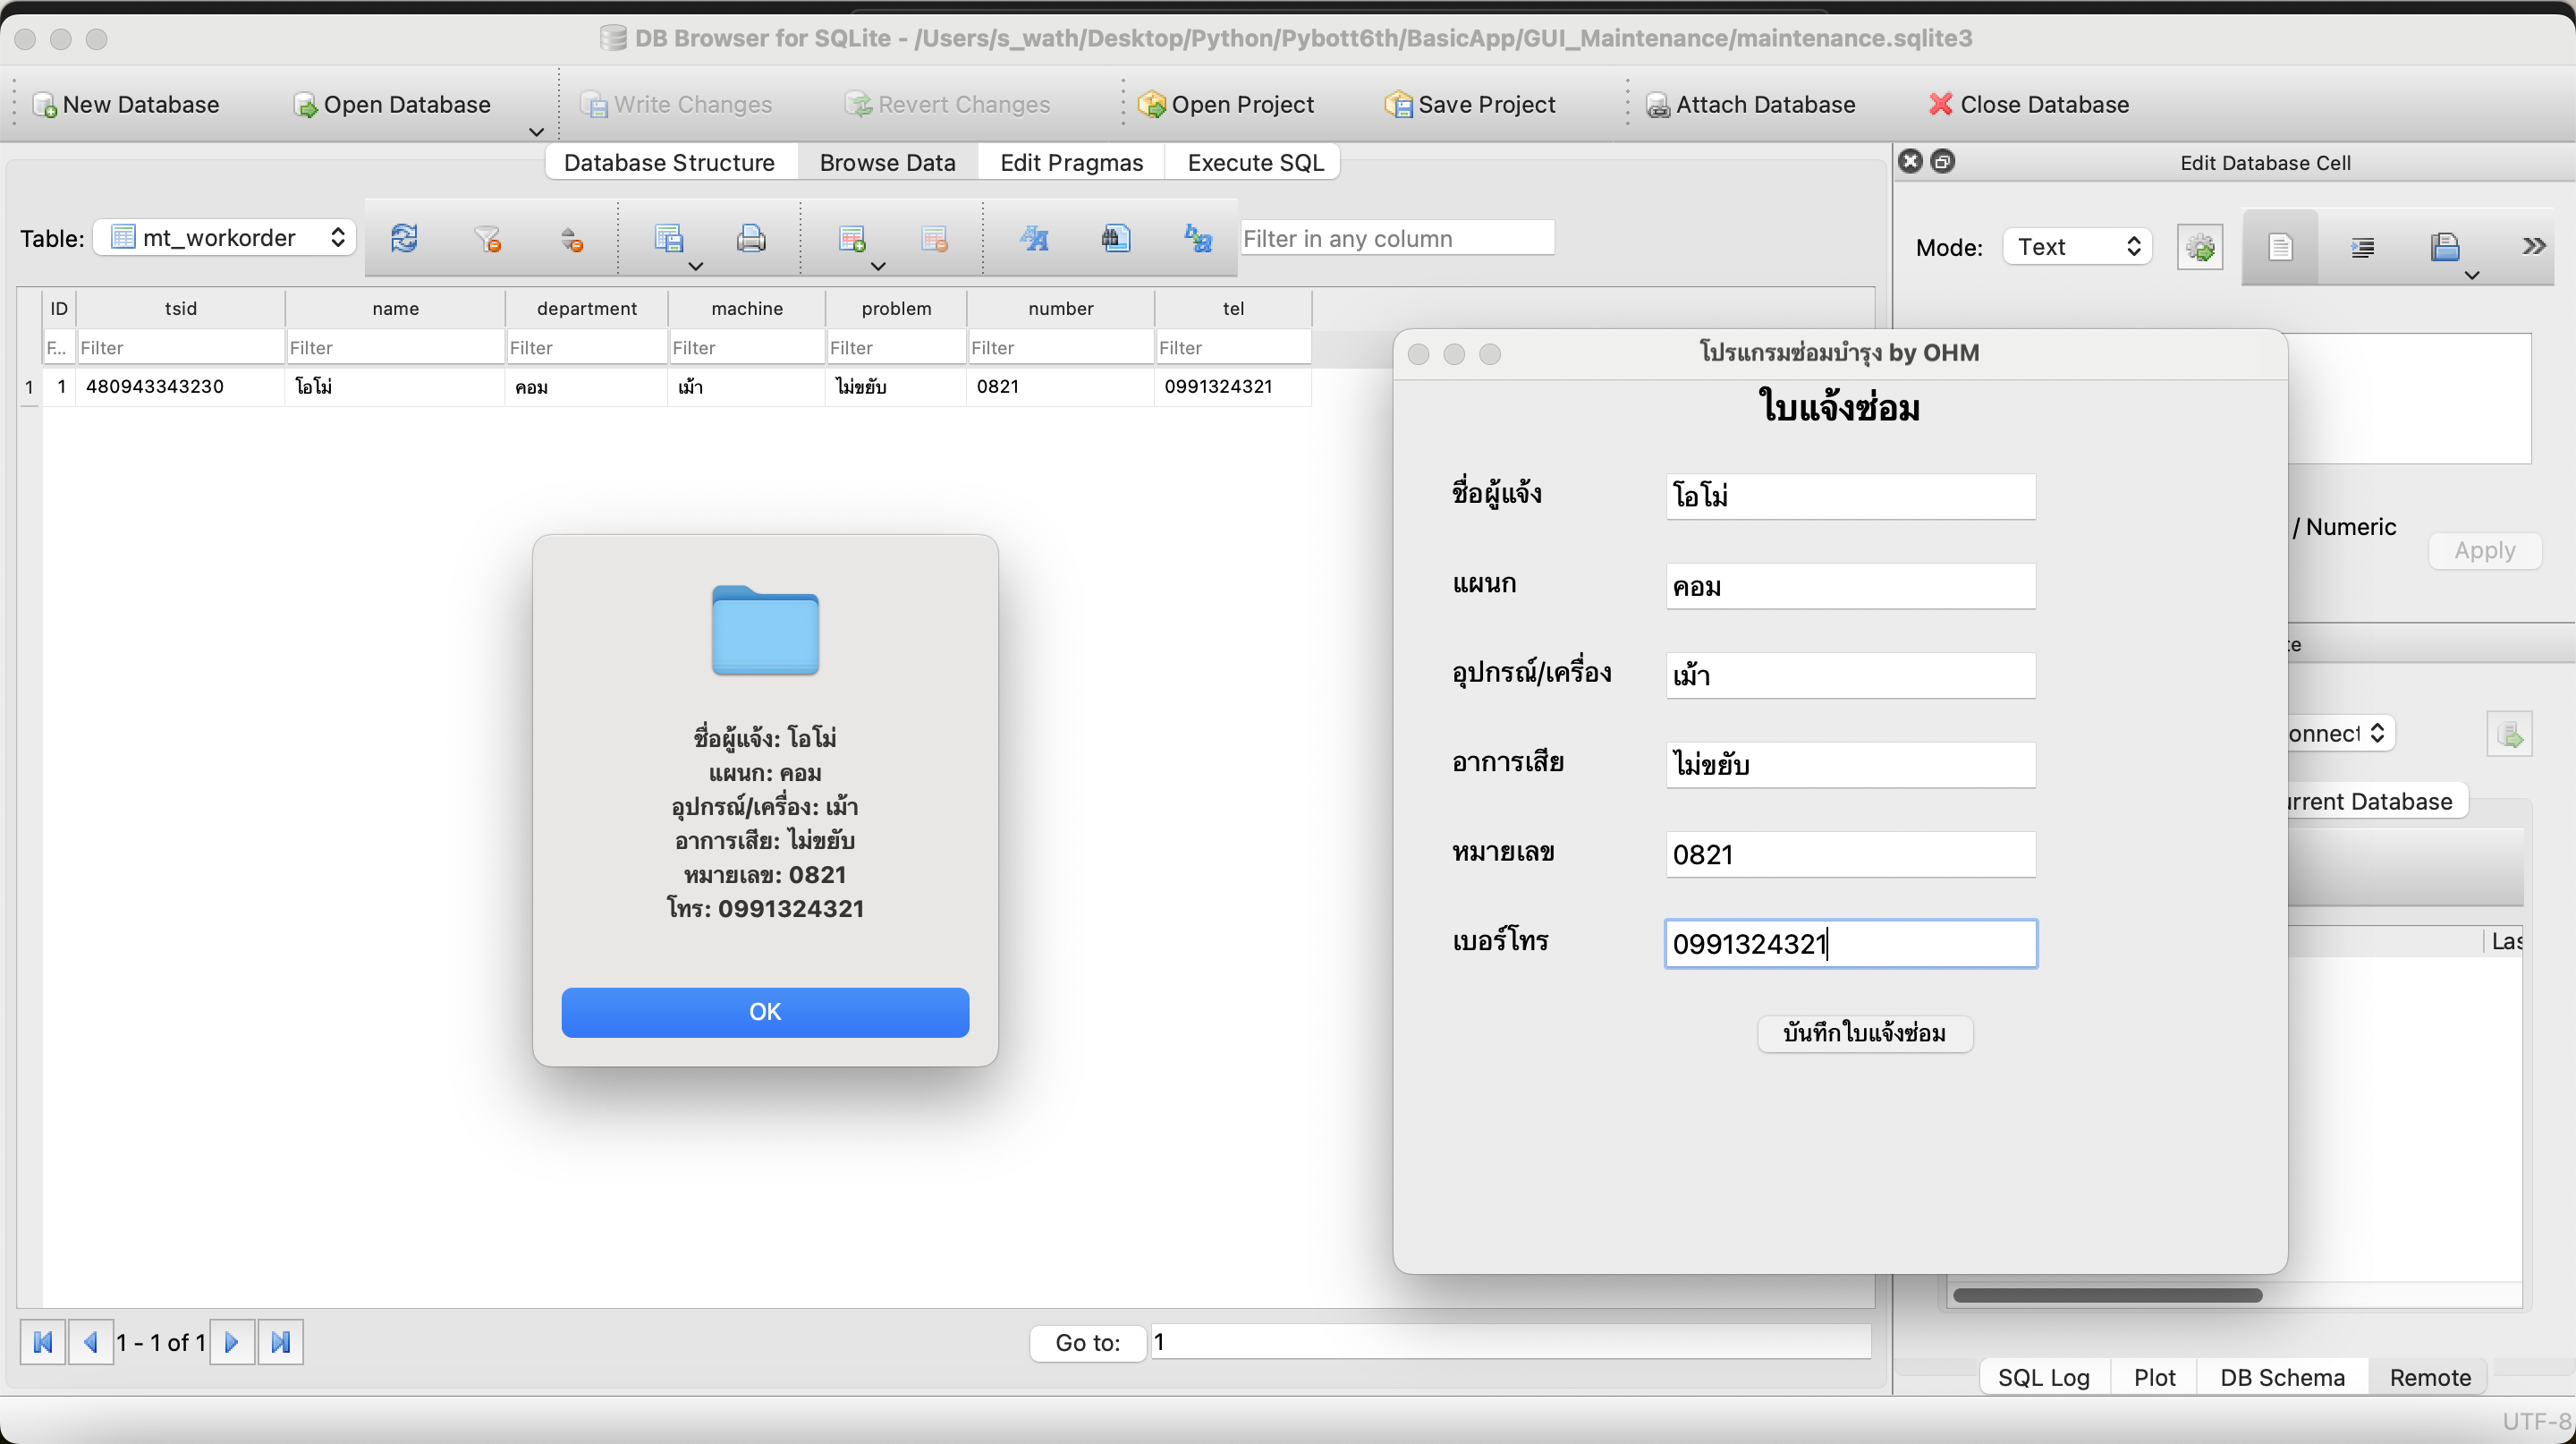 DB Browser for SQLite - /Users/s_wath/Desktop/Python/Pybott6th/BasicApp/GUI_Maintenance/maintenance.sqlite3
New Database
Open Database
Write Changes
Revert Changes
Open Project
Save Project
Attach Database
Close Database
Database Structure
Browse Data
Edit Pragmas
Execute SQL
Edit Database Cell
Table:
mt_workorder
Filter in any column
Mode:
Text
ID tsid name department machine problem number tel
F... Filter Filter Filter Filter Filter Filter Filter
1 1 480943343230 โอโม่ คอม เม้า ไม่ขยับ 0821 0991324321
ชื่อผู้แจ้ง: โอโม่
แผนก: คอม
อุปกรณ์/เครื่อง: เม้า
อาการเสีย: ไม่ขยับ
หมายเลข: 0821
โทร: 0991324321
OK
โปรแกรมซ่อมบำรุง by OHM
ใบแจ้งซ่อม
ชื่อผู้แจ้ง โอโม่
แผนก คอม
อุปกรณ์/เครื่อง เม้า
อาการเสีย ไม่ขยับ
หมายเลข 0821
เบอร์โทร 0991324321
บันทึกใบแจ้งซ่อม
/ Numeric
Apply
te
onnect
urrent Database
Las
1 - 1 of 1
Go to:
1
SQL Log
Plot
DB Schema
Remote
UTF-8